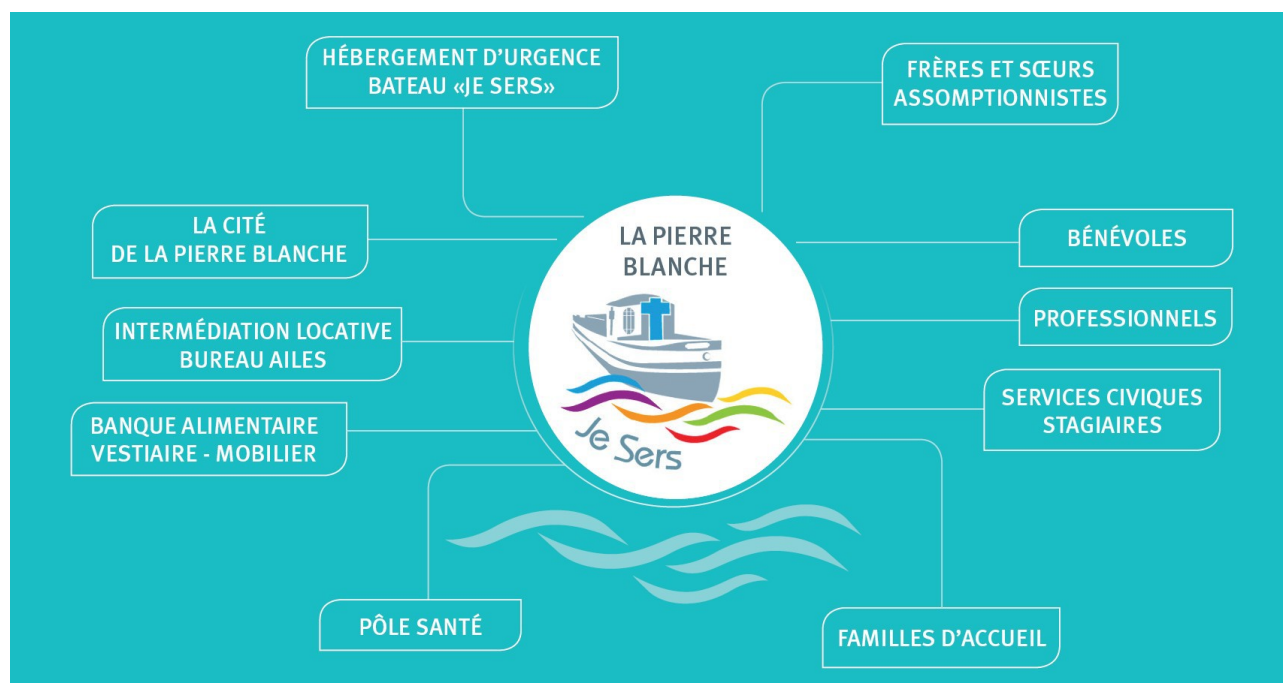 HÉBERGEMENT D’URGENCE
BATEAU «JE SERS»
FRÈRES ET SŒURS
ASSOMPTIONNISTES
LA CITÉ
DE LA PIERRE BLANCHE
LA PIERRE
BLANCHE
BÉNÉVOLES
INTERMÉDIATION LOCATIVE
BUREAU AILES
PROFESSIONNELS
BANQUE ALIMENTAIRE
VESTIAIRE - MOBILIER
Je Sers
SERVICES CIVIQUES
STAGIAIRES
PÔLE SANTÉ
FAMILLES D’ACCUEIL